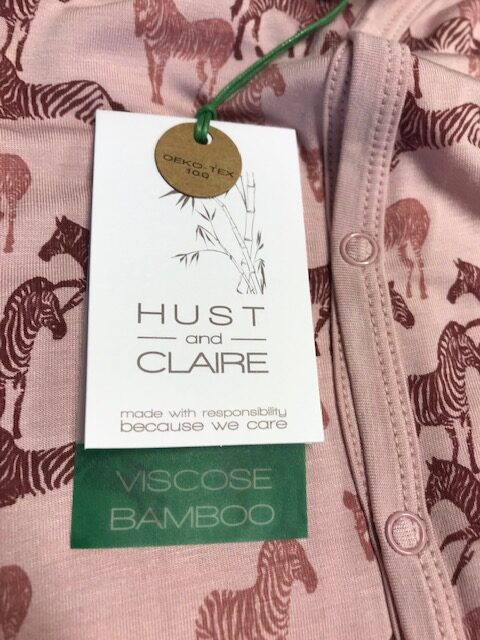 OEKO-TEX
100
HUST
and
CLAIRE
made with responsibility
because we care
VISCOSE
BAMBOO